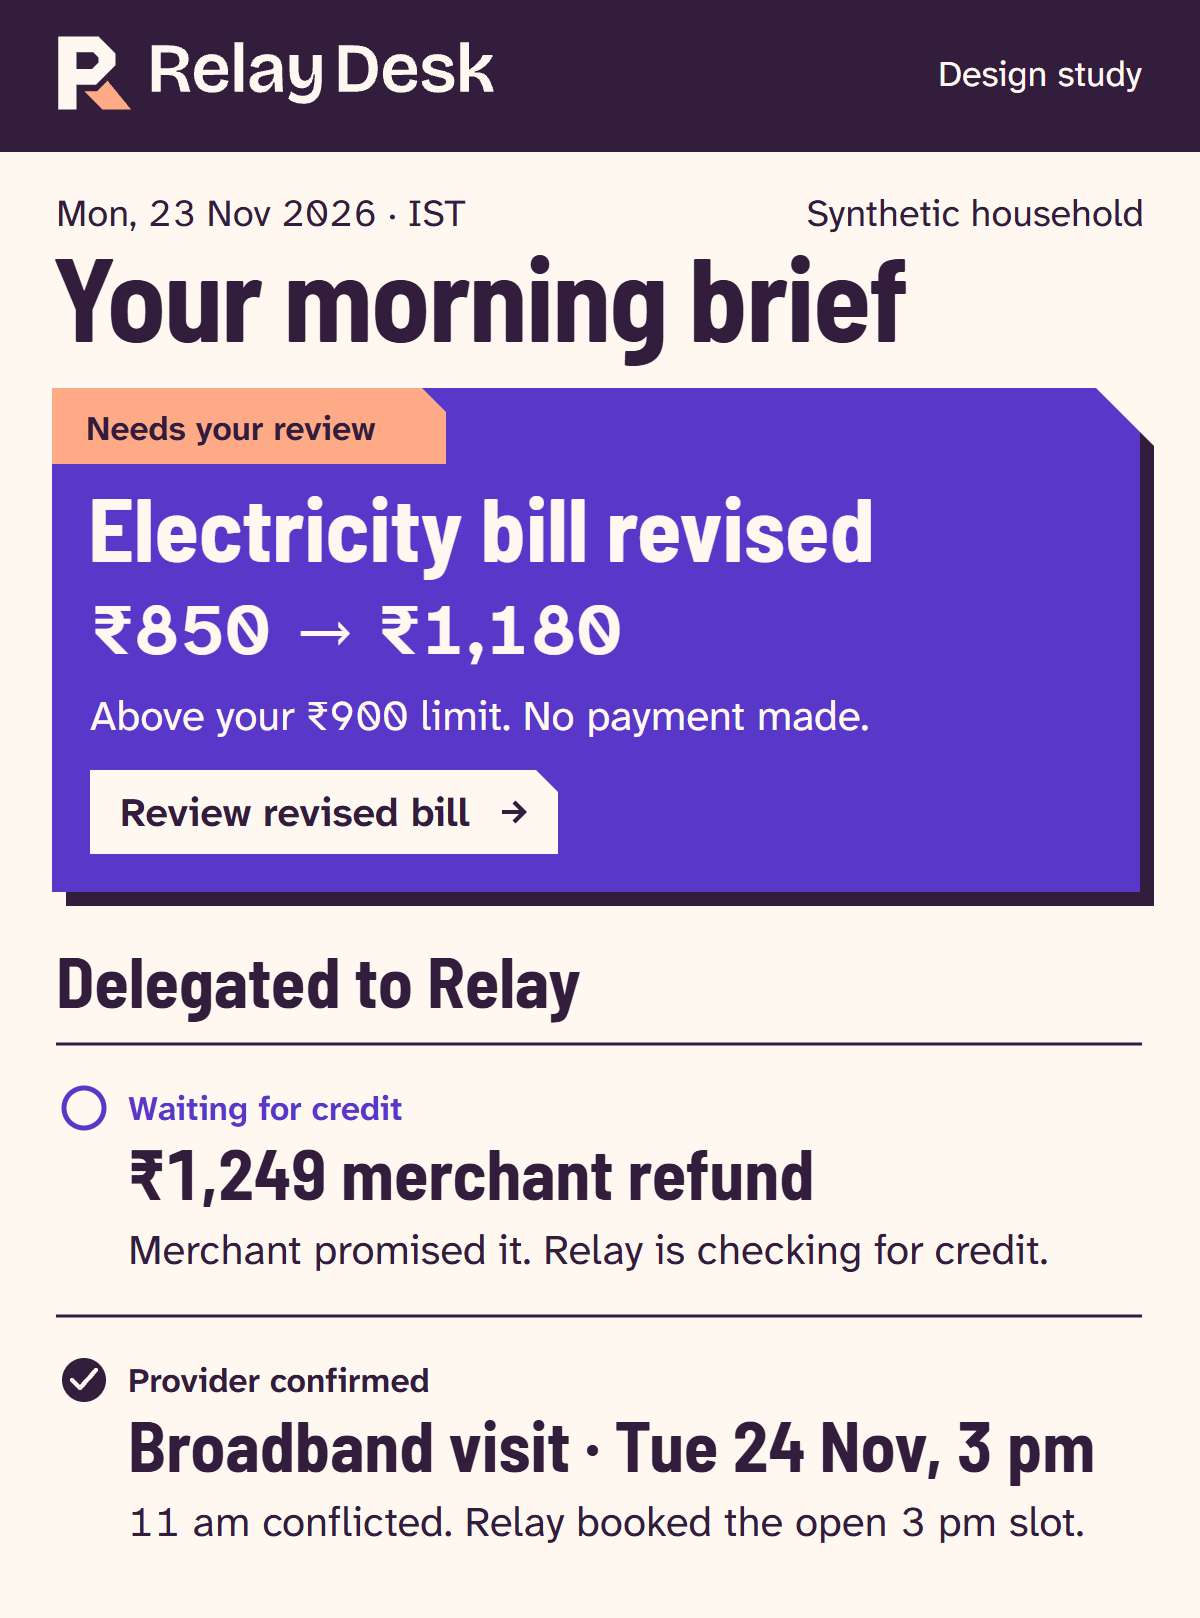 Relay Desk
Design study
Mon, 23 Nov 2026 · IST
Synthetic household
Your morning brief
Needs your review
Electricity bill revised
₹850 → ₹1,180
Above your ₹900 limit. No payment made.
Review revised bill →
Delegated to Relay
Waiting for credit
₹1,249 merchant refund
Merchant promised it. Relay is checking for credit.
Provider confirmed
Broadband visit · Tue 24 Nov, 3 pm
11 am conflicted. Relay booked the open 3 pm slot.